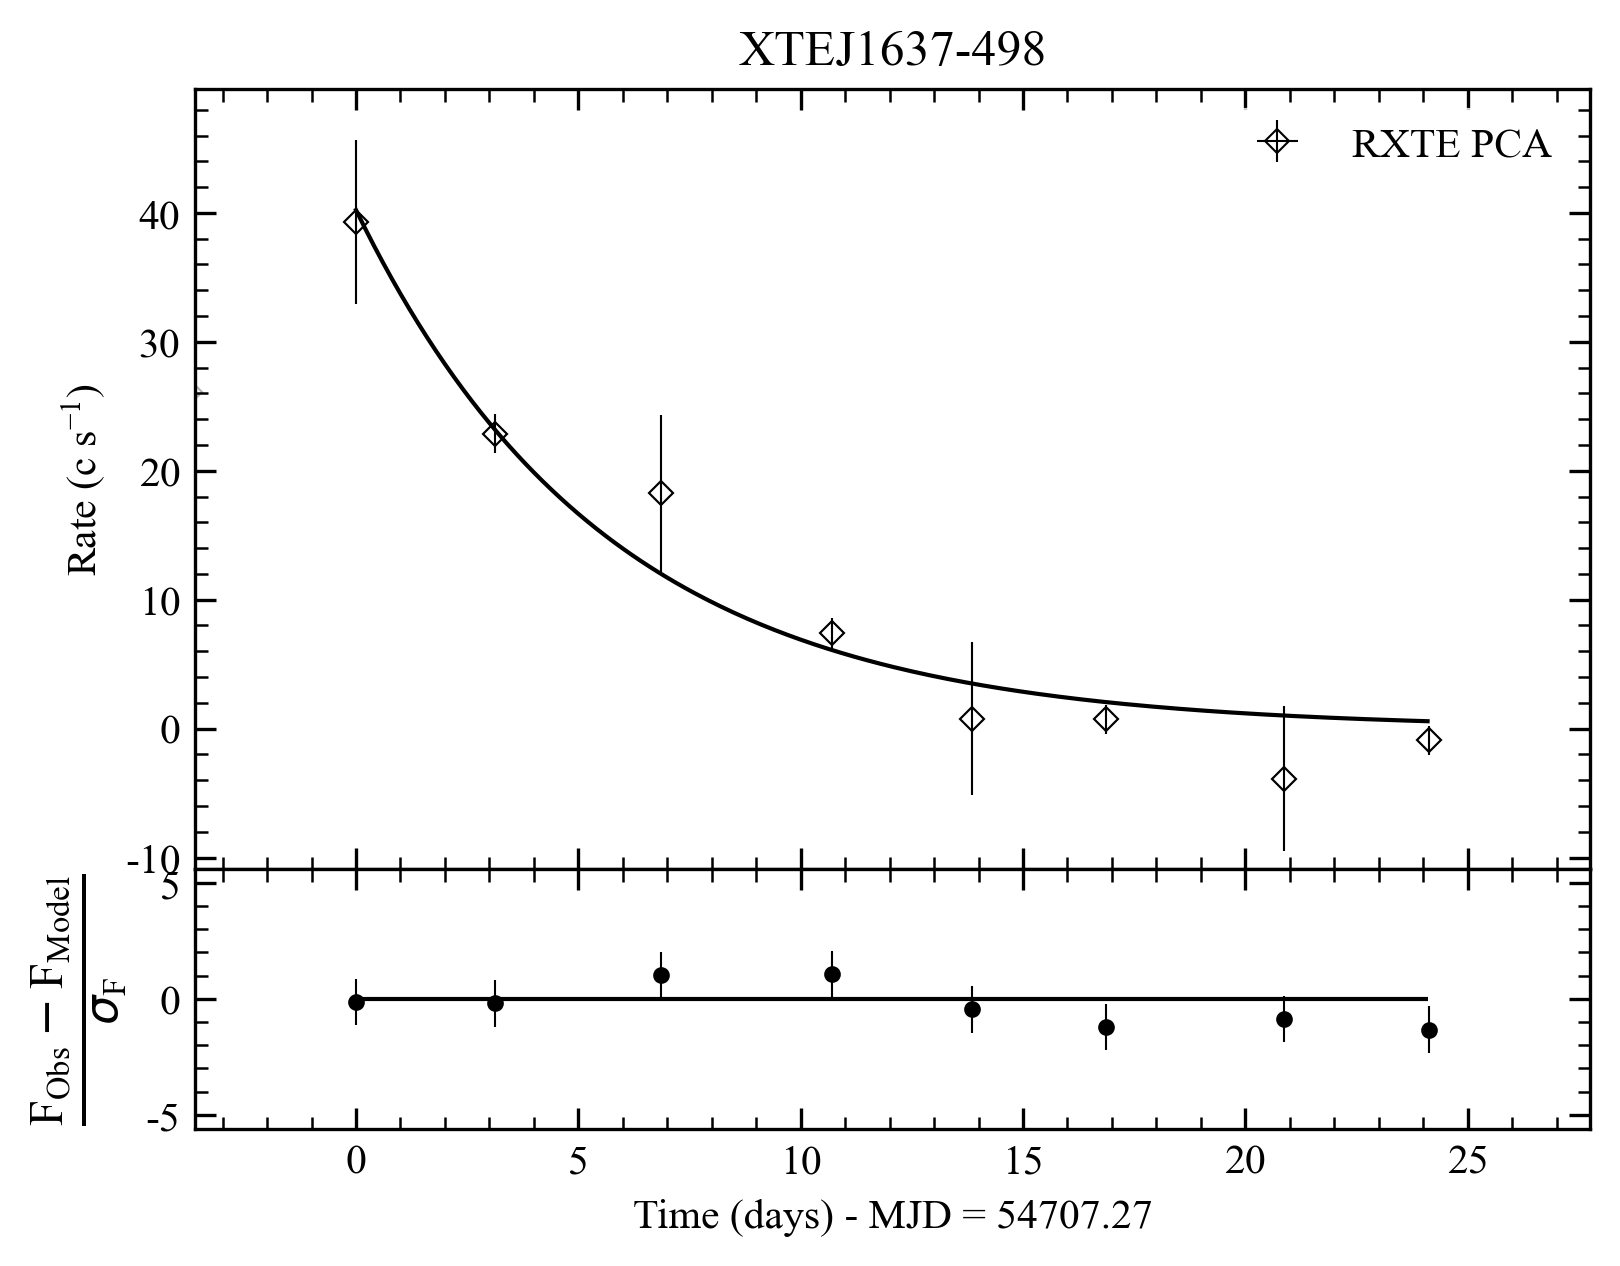 XTEJ1637-498
RXTE PCA
Rate (c s⁻¹)
40
30
20
10
0
-10
F_Obs − F_Model
σ_F
5
0
-5
0 5 10 15 20 25
Time (days) - MJD = 54707.27